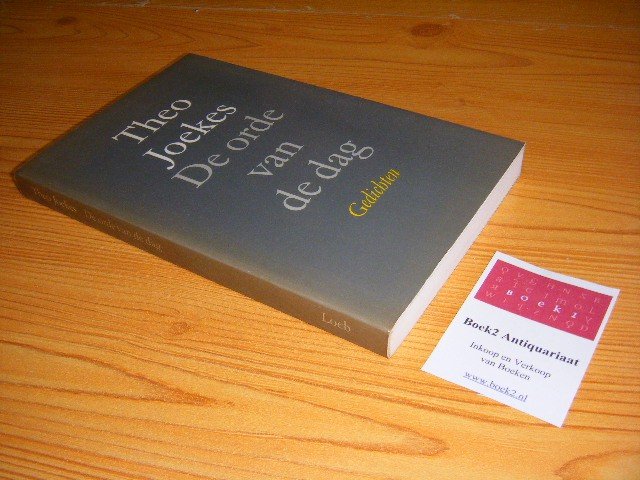 Theo
Joekes
De orde
van
de dag
Gedichten
Theo Joekes De orde van de dag
Loeb
BOEK2
Boek2 Antiquariaat
Inkoop en Verkoop
van Boeken
www.boek2.nl